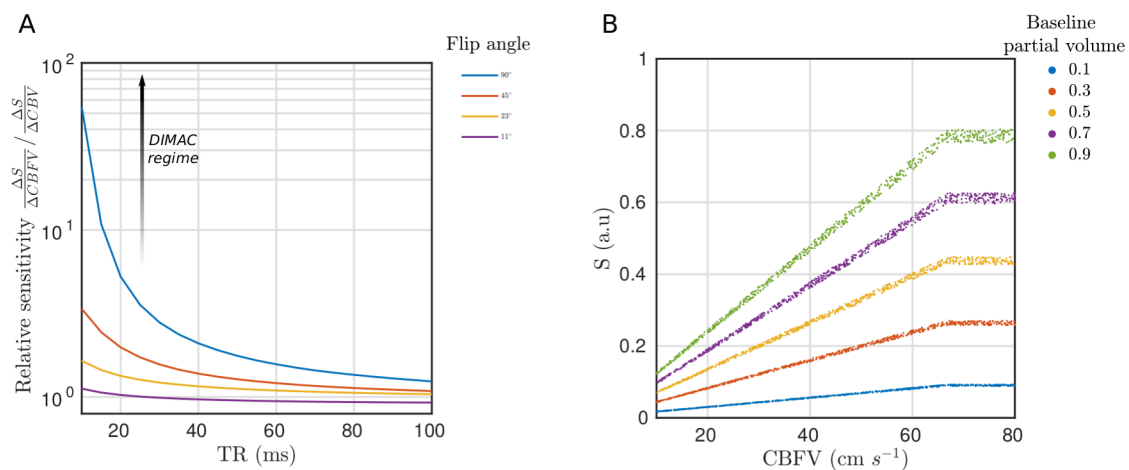 A
Flip angle
90°
45°
23°
11°
DIMAC
regime
10²
10¹
10⁰
Relative sensitivity ΔS/ΔCBFV / ΔS/ΔCBV
20
40
60
80
100
TR (ms)
B
Baseline
partial volume
0.1
0.3
0.5
0.7
0.9
1
0.8
0.6
0.4
0.2
0
S (a.u)
20
40
60
80
CBFV (cm s⁻¹)